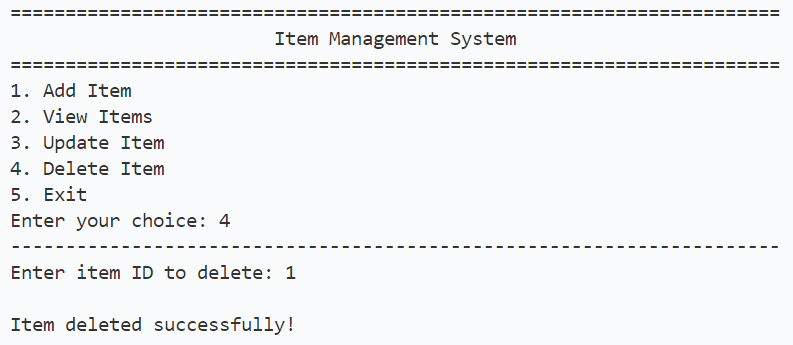 ======================================================================
Item Management System
======================================================================
1. Add Item
2. View Items
3. Update Item
4. Delete Item
5. Exit
Enter your choice: 4
----------------------------------------------------------------------
Enter item ID to delete: 1
Item deleted successfully!